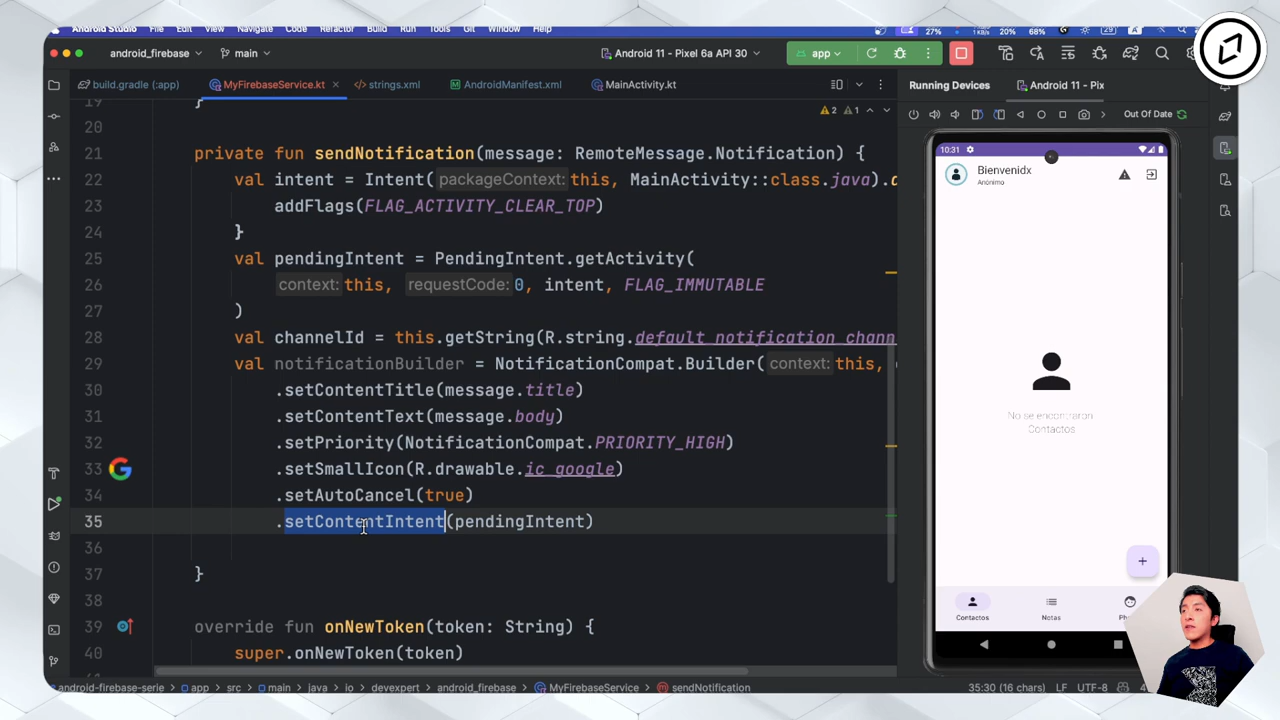 Android Studio File Edit View Navigate Code Refactor Build Run Tools Git Window Help
27%
20% 68%
android_firebase
main
Android 11 - Pixel 6a API 30
app
build.gradle (:app)
MyFirebaseService.kt
strings.xml
AndroidManifest.xml
MainActivity.kt
Running Devices
Android 11 - Pix
Out Of Date
2 1
19 }
20
21 private fun sendNotification(message: RemoteMessage.Notification) {
22 val intent = Intent( packageContext: this, MainActivity::class.java).
23 addFlags(FLAG_ACTIVITY_CLEAR_TOP)
24 }
25 val pendingIntent = PendingIntent.getActivity(
26 context: this, requestCode: 0, intent, FLAG_IMMUTABLE
27 )
28 val channelId = this.getString(R.string.default_notification_chann
29 val notificationBuilder = NotificationCompat.Builder( context: this,
30 .setContentTitle(message.title)
31 .setContentText(message.body)
32 .setPriority(NotificationCompat.PRIORITY_HIGH)
33 .setSmallIcon(R.drawable.ic_google)
34 .setAutoCancel(true)
35 .setContentIntent(pendingIntent)
36
37 }
38
39 override fun onNewToken(token: String) {
40 super.onNewToken(token)
10:31
Bienvenidx
Anónimo
No se encontraron
Contactos
+
Contactos
Notas
android-firebase-serie > app > src > main > java > io > devexpert > android_firebase > MyFirebaseService > sendNotification
35:30 (16 chars) LF UTF-8